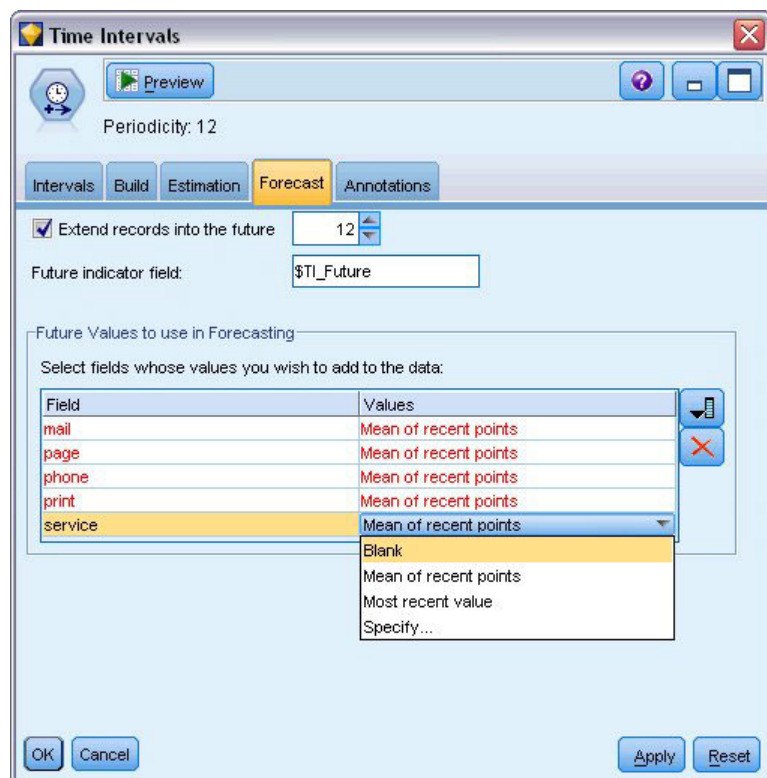 Time Intervals
Preview
Periodicity: 12
Intervals Build Estimation Forecast Annotations
Extend records into the future 12
Future indicator field: $TI_Future
Future Values to use in Forecasting
Select fields whose values you wish to add to the data:
Field Values
mail Mean of recent points
page Mean of recent points
phone Mean of recent points
print Mean of recent points
service Mean of recent points
Blank
Mean of recent points
Most recent value
Specify...
OK Cancel Apply Reset